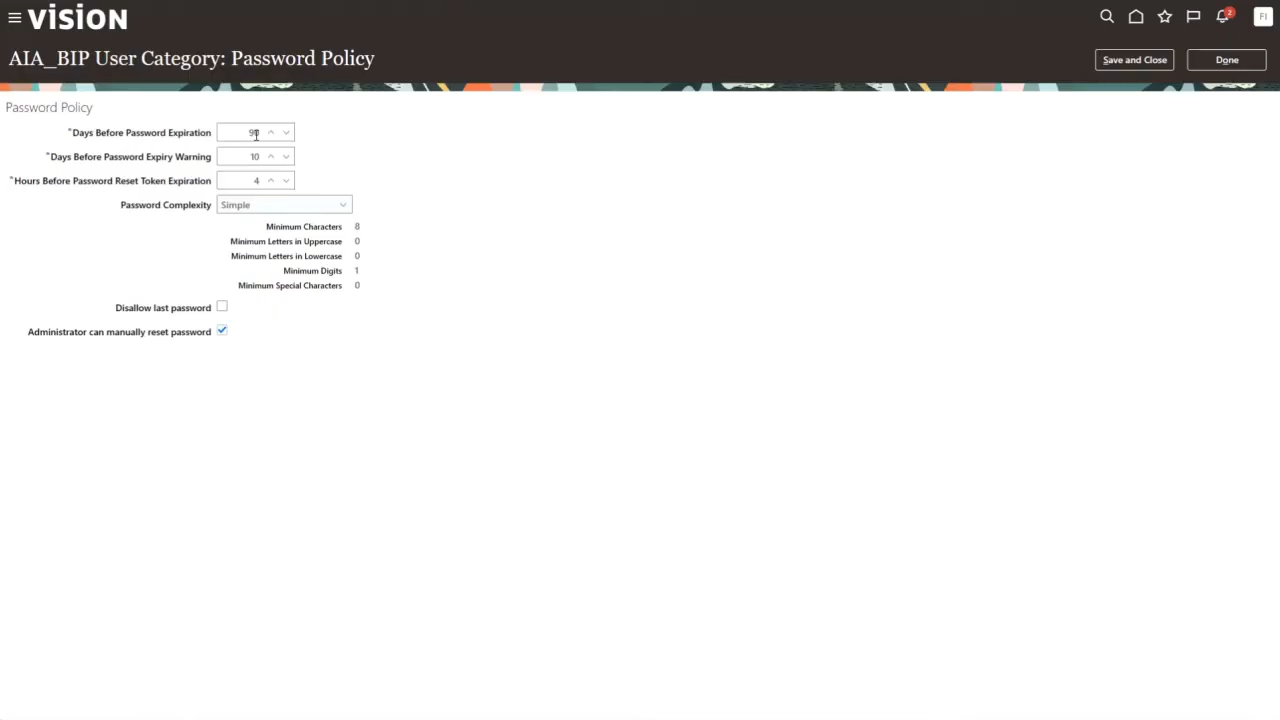 vision
2
FI
AIA_BIP User Category: Password Policy
Save and Close
Done
Password Policy
*Days Before Password Expiration
*Days Before Password Expiry Warning 10
*Hours Before Password Reset Token Expiration 4
Password Complexity Simple
Minimum Characters 8
Minimum Letters in Uppercase 0
Minimum Letters in Lowercase 0
Minimum Digits 1
Minimum Special Characters 0
Disallow last password
Administrator can manually reset password